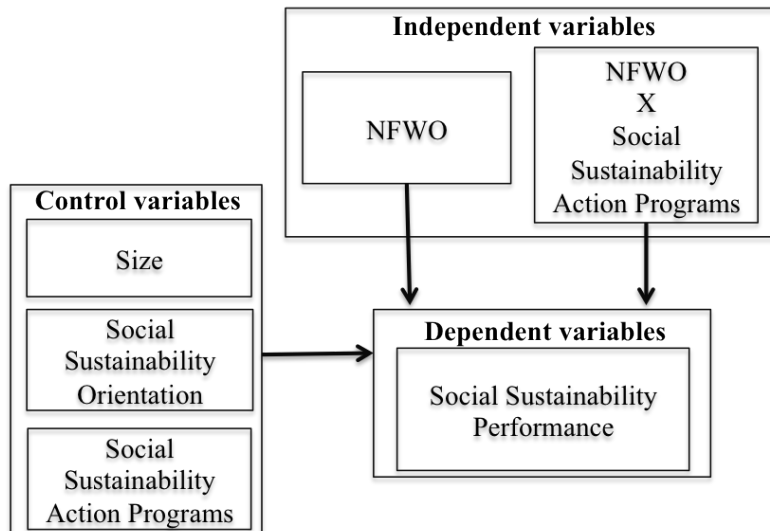 Independent variables
NFWO
NFWO
X
Social
Sustainability
Action Programs
Control variables
Size
Social
Sustainability
Orientation
Social
Sustainability
Action Programs
Dependent variables
Social Sustainability
Performance